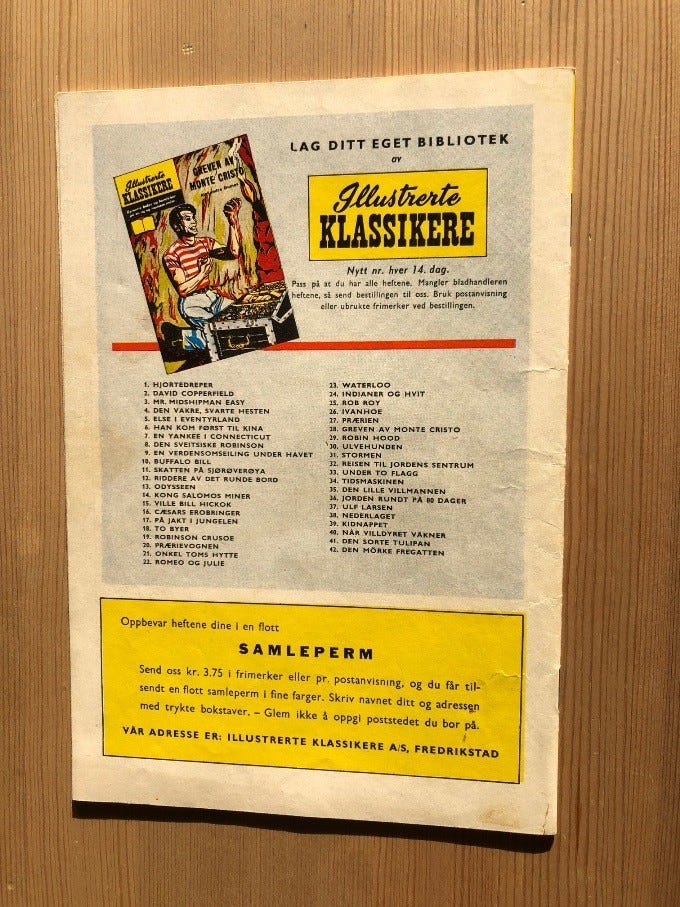 LAG DITT EGET BIBLIOTEK
av
Illustrerte
KLASSIKERE
Nytt nr. hver 14. dag.
Pass på at du har alle heftene. Mangler bladhandleren
heftene, så send bestillingen til oss. Bruk postanvisning
eller ubrukte frimerker ved bestillingen.
Illustrerte
KLASSIKERE
GREVEN AV
MONTE CRISTO
1. HJORTEDREPER
2. DAVID COPPERFIELD
3. MR. MIDSHIPMAN EASY
4. DEN VAKRE, SVARTE HESTEN
5. ELSE I EVENTYRLAND
6. HAN KOM FØRST TIL KINA
7. EN YANKEE I CONNECTICUT
8. DEN SVEITSISKE ROBINSON
9. EN VERDENSOMSEILING UNDER HAVET
10. BUFFALO BILL
11. SKATTEN PÅ SJØRØVERØYA
12. RIDDERE AV DET RUNDE BORD
13. ODYSSEEN
14. KONG SALOMOS MINER
15. VILLE BILL HICKOK
16. CÆSARS EROBRINGER
17. PÅ JAKT I JUNGELEN
18. TO BYER
19. ROBINSON CRUSOE
20. PRÆRIEVOGNEN
21. ONKEL TOMS HYTTE
22. ROMEO OG JULIE
23. WATERLOO
24. INDIANER OG HVIT
25. ROB ROY
26. IVANHOE
27. PRÆRIEN
28. GREVEN AV MONTE CRISTO
29. ROBIN HOOD
30. ULVEHUNDEN
31. STORMEN
32. REISEN TIL JORDENS SENTRUM
33. UNDER TO FLAGG
34. TIDSMASKINEN
35. DEN LILLE VILLMANNEN
36. JORDEN RUNDT PÅ 80 DAGER
37. ULF LARSEN
38. NEDERLAGET
39. KIDNAPPET
40. NÅR VILLDYRET VÅKNER
41. DEN SORTE TULIPAN
42. DEN MÖRKE FREGATTEN
Oppbevar heftene dine i en flott
SAMLEPERM
Send oss kr. 3.75 i frimerker eller pr. postanvisning, og du får til-
sendt en flott samleperm i fine farger. Skriv navnet ditt og adressen
med trykte bokstaver. – Glem ikke å oppgi poststedet du bor på.
VÅR ADRESSE ER: ILLUSTRERTE KLASSIKERE A/S, FREDRIKSTAD